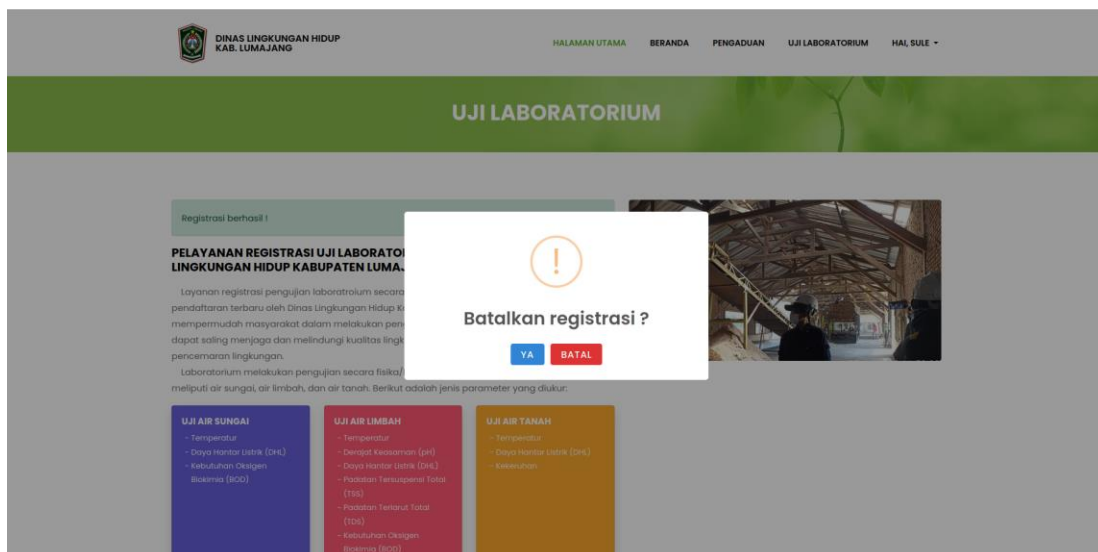 DINAS LINGKUNGAN HIDUP
KAB. LUMAJANG
HALAMAN UTAMA
BERANDA
PENGADUAN
UJI LABORATORIUM
HAI, SULE
UJI LABORATORIUM
Registrasi berhasil !
PELAYANAN REGISTRASI UJI
LINGKUNGAN HIDUP KABUPATEN
Layanan registrasi pengujian laboratroium secara
pendaftaran terbaru oleh Dinas Lingkungan Hidup
mempermudah masyarakat dalam melakukan
dapat saling menjaga dan melindungi kualitas
pencemaran lingkungan.
Laboratorium melakukan pengujian secara fisika/
meliputi air sungai, air limbah, dan air tanah. Berikut adalah jenis parameter yang diukur:
Batalkan registrasi ?
YA
BATAL
UJI AIR SUNGAI
- Temperatur
- Daya Hantar Listrik (DHL)
- Kebutuhan Oksigen
Biokimia (BOD)
UJI AIR LIMBAH
- Temperatur
- Derajat Keasaman (pH)
- Daya Hantar Listrik (DHL)
- Padatan Tersuspensi Total
(TSS)
- Padatan Terlarut Total
(TDS)
- Kebutuhan Oksigen
Biokimia (BOD)
UJI AIR TANAH
- Temperatur
- Daya Hantar Listrik (DHL)
- Kekeruhan